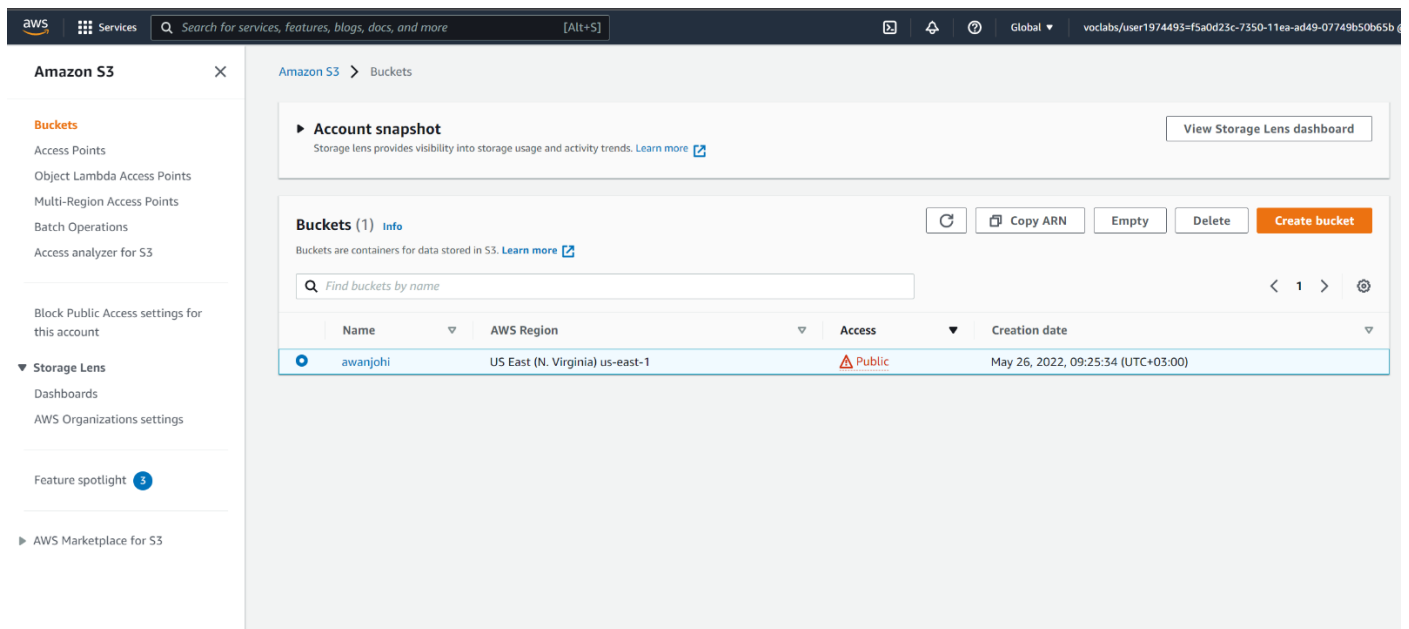 aws Services Search for services, features, blogs, docs, and more [Alt+S] Global voclabs/user1974493=f5a0d23c-7350-11ea-ad49-07749b50b65b @
Amazon S3
Buckets
Access Points
Object Lambda Access Points
Multi-Region Access Points
Batch Operations
Access analyzer for S3
Block Public Access settings for
this account
Storage Lens
Dashboards
AWS Organizations settings
Feature spotlight 3
AWS Marketplace for S3
Amazon S3 > Buckets
Account snapshot
Storage lens provides visibility into storage usage and activity trends. Learn more
View Storage Lens dashboard
Buckets (1) Info
Buckets are containers for data stored in S3. Learn more
Copy ARN Empty Delete Create bucket
Find buckets by name
1
Name AWS Region Access Creation date
awanjohi US East (N. Virginia) us-east-1 Public May 26, 2022, 09:25:34 (UTC+03:00)